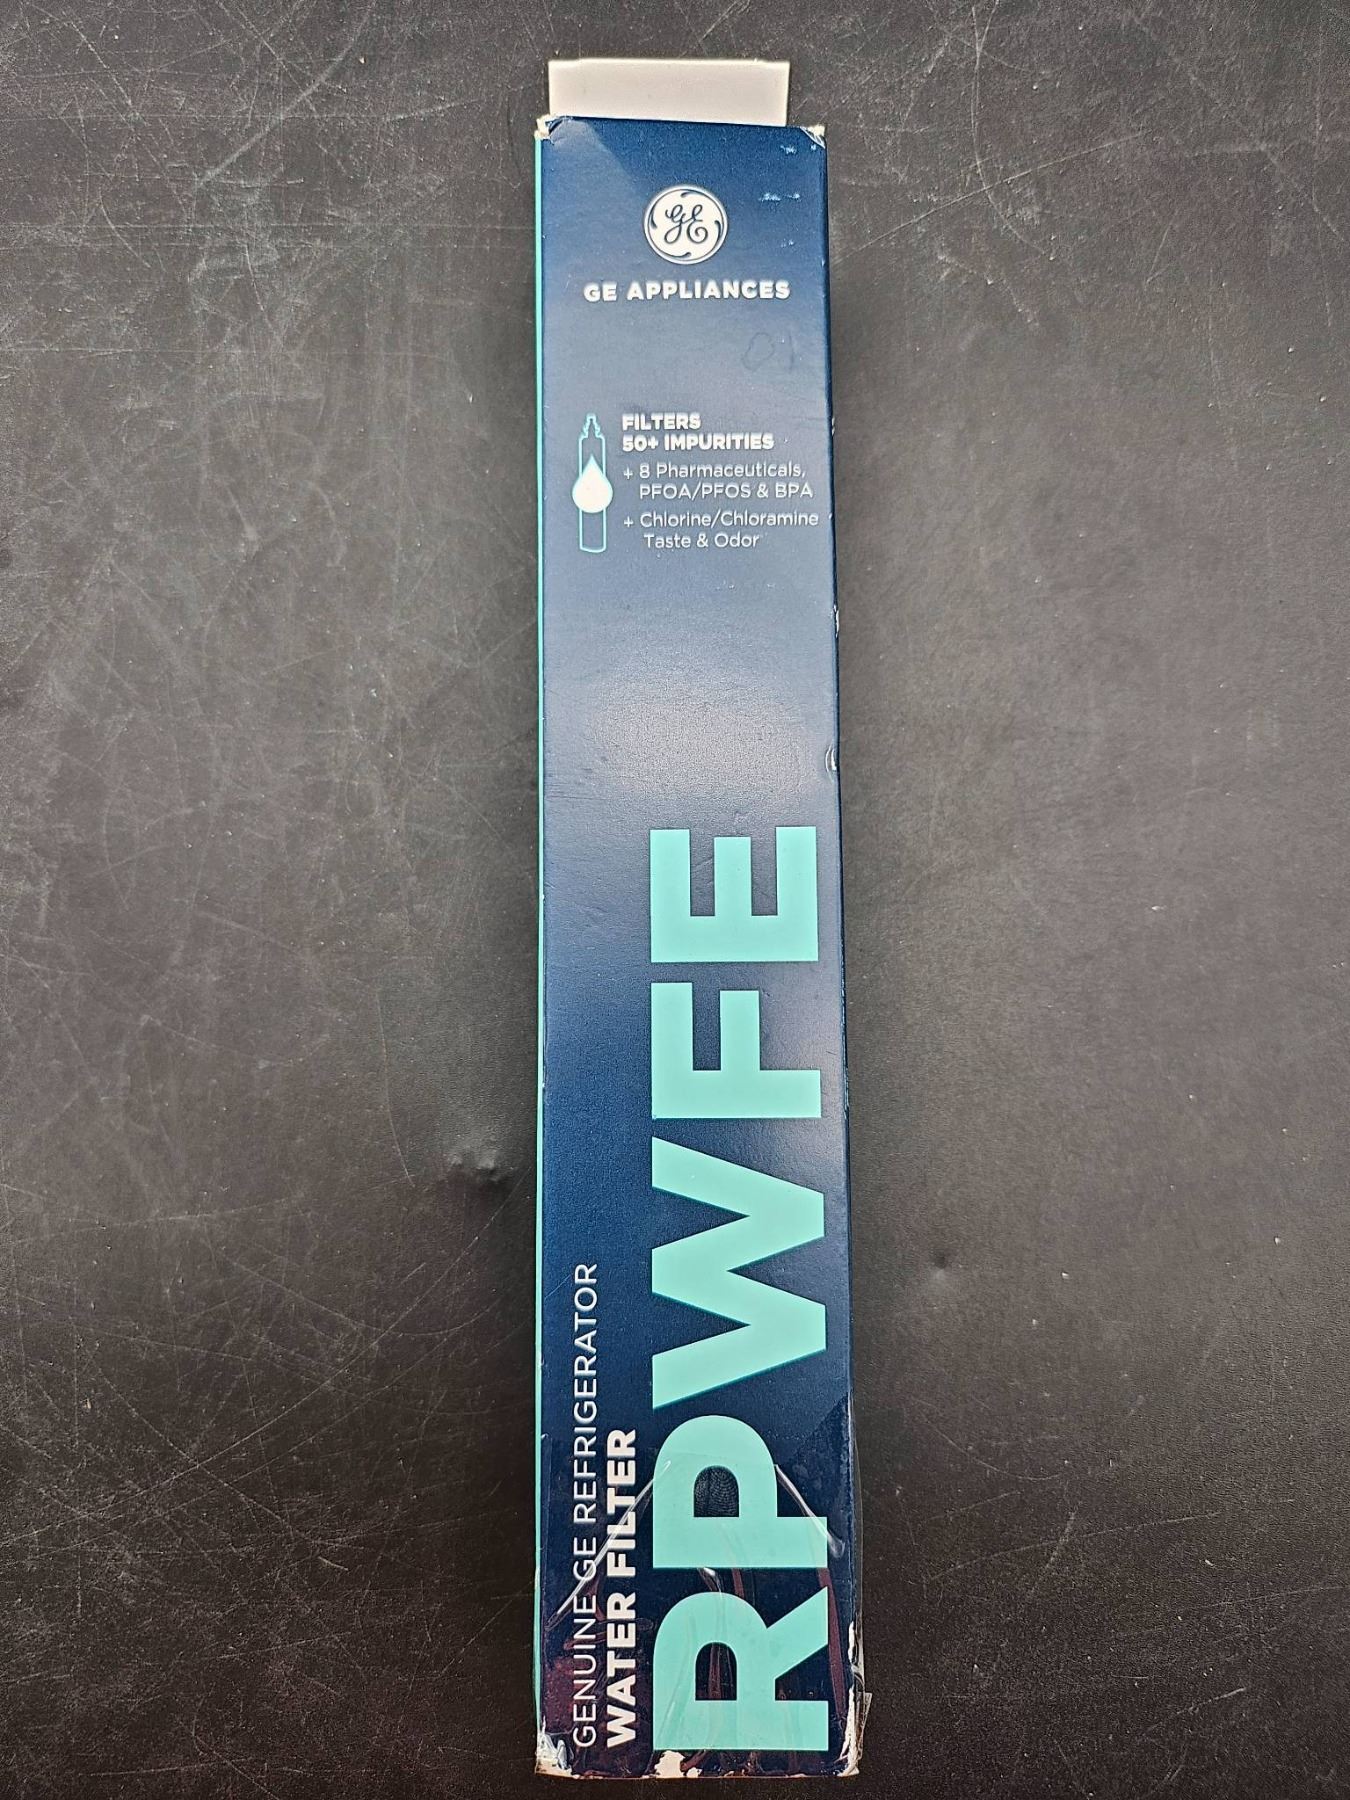 GE
GE APPLIANCES
01
FILTERS
50+ IMPURITIES
+ 8 Pharmaceuticals,
PFOA/PFOS & BPA
+ Chlorine/Chloramine
Taste & Odor
GENUINE GE REFRIGERATOR
WATER FILTER
RPWFE